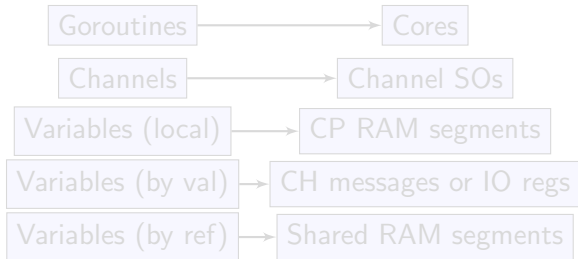 Goroutines Cores
Channels Channel SOs
Variables (local) CP RAM segments
Variables (by val) CH messages or IO regs
Variables (by ref) Shared RAM segments